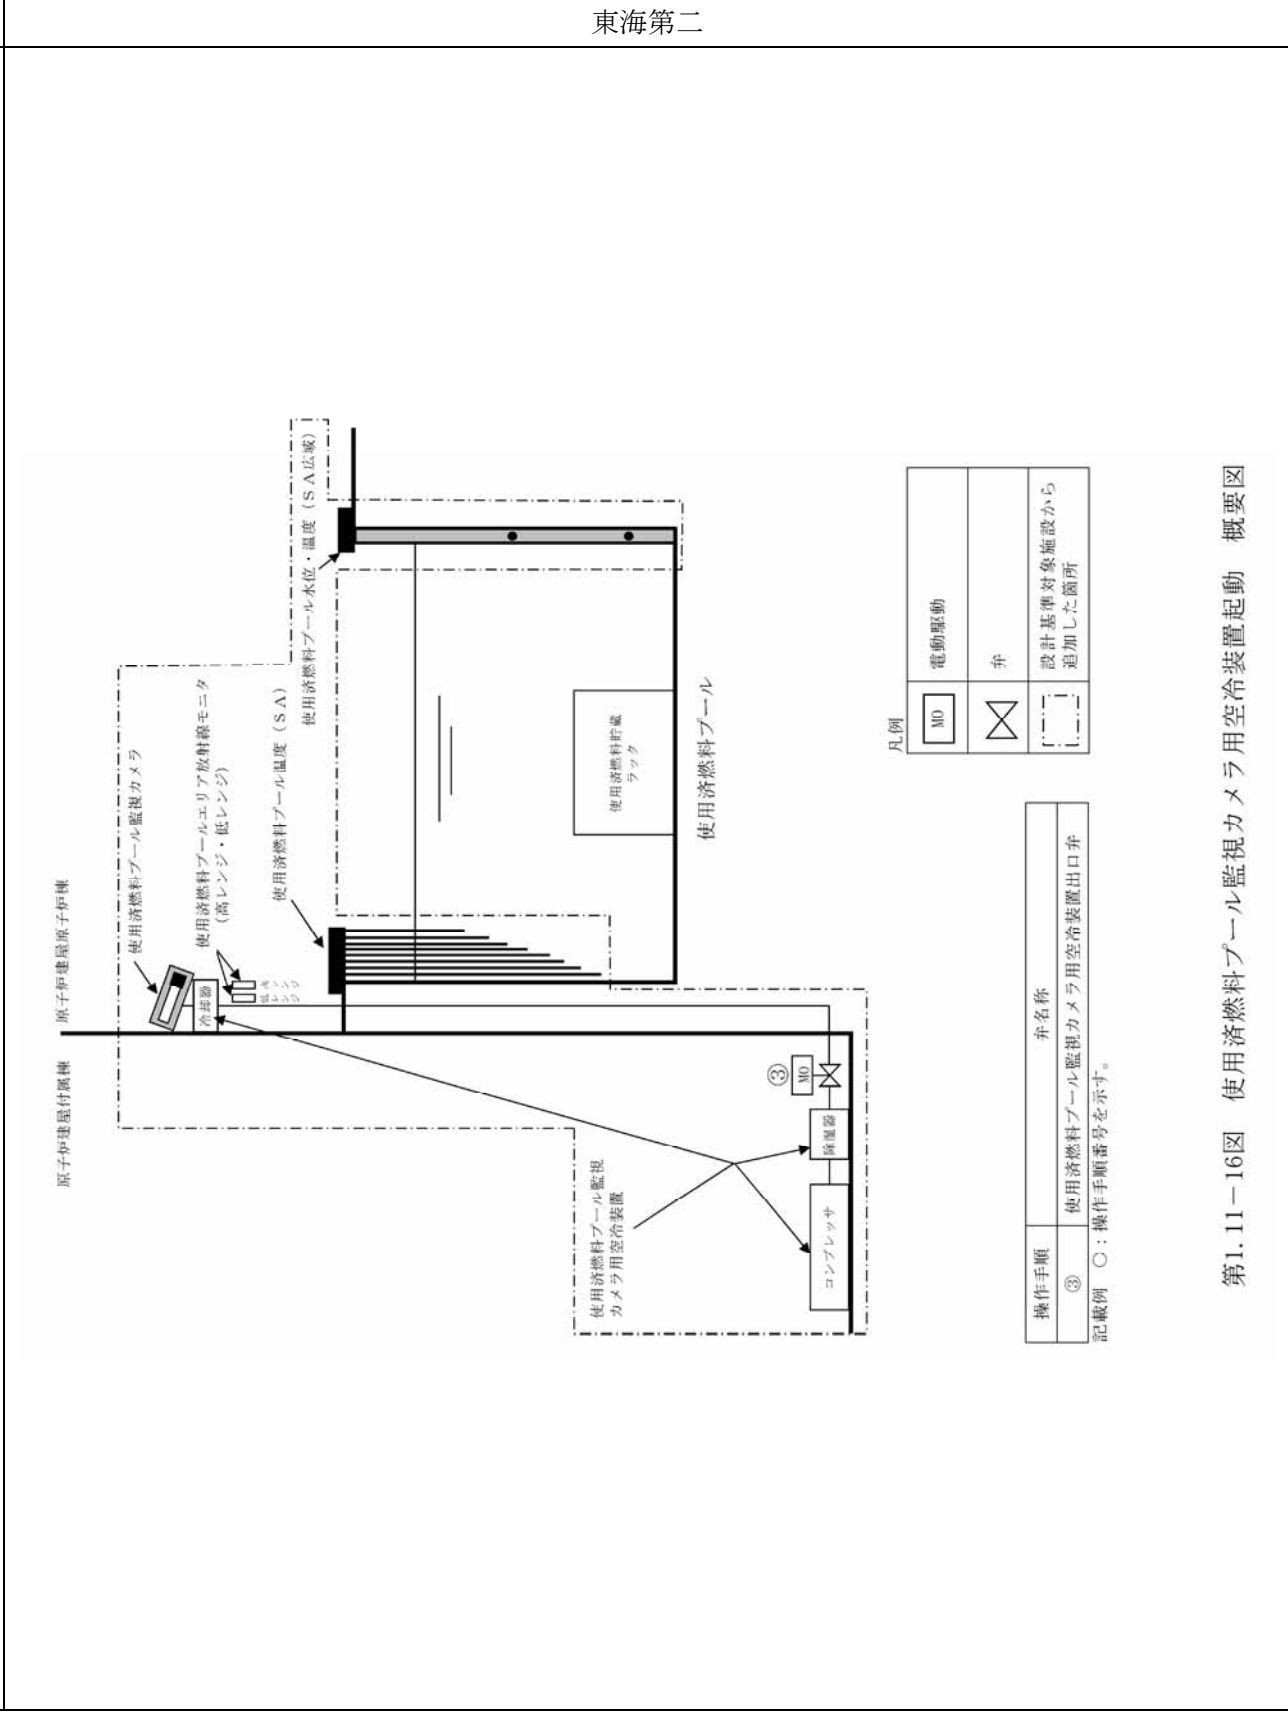 東海第二
原子炉建屋付属棟
原子炉建屋原子炉棟
使用済燃料プール監視カメラ
使用済燃料プールエリア放射線モニタ
(高レンジ・低レンジ)
使用済燃料プール温度(SA)
使用済燃料プール水位・温度(SA広域)
冷却器
使用済燃料プール監視
カメラ用空冷装置
コンプレッサ
除湿器
③
MO
使用済燃料貯蔵
ラック
使用済燃料プール
凡例
MO
電動駆動
弁
設計基準対象施設から
追加した箇所
操作手順
弁名称
③
使用済燃料プール監視カメラ用空冷装置出口弁
記載例 ○:操作手順番号を示す。
第1.11-16図 使用済燃料プール監視カメラ用空冷装置起動 概要図